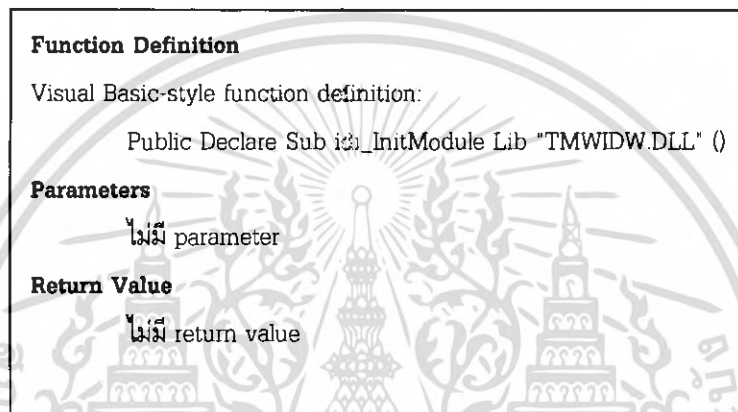 Function Definition
Visual Basic-style function definition:
Public Declare Sub _InitModule Lib "TMWIDW.DLL" ()
Parameters
ไม่มี parameter
Return Value
ไม่มี return value